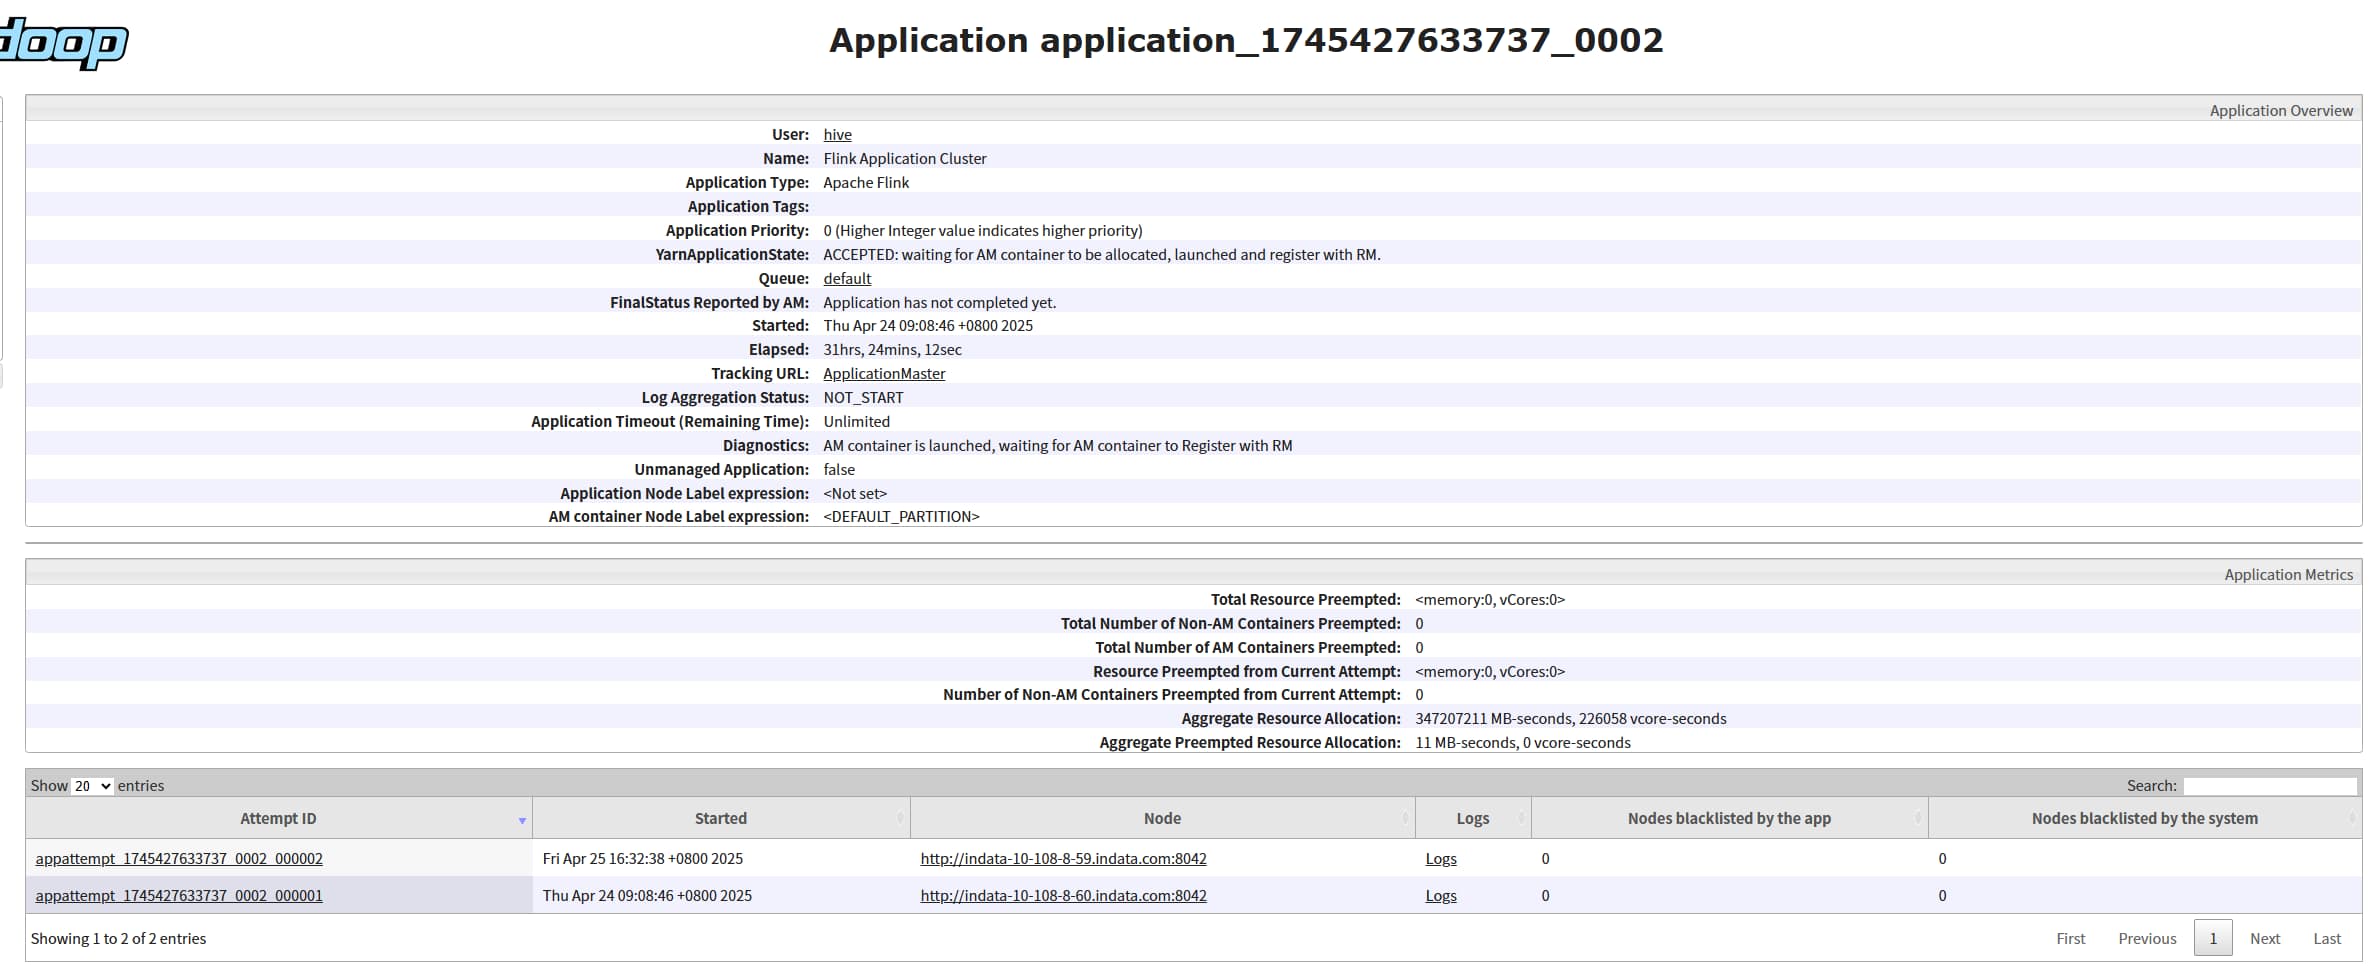 doop
Application application_1745427633737_0002
Application Overview
User: hive
Name: Flink Application Cluster
Application Type: Apache Flink
Application Tags:
Application Priority: 0 (Higher Integer value indicates higher priority)
YarnApplicationState: ACCEPTED: waiting for AM container to be allocated, launched and register with RM.
Queue: default
FinalStatus Reported by AM: Application has not completed yet.
Started: Thu Apr 24 09:08:46 +0800 2025
Elapsed: 31hrs, 24mins, 12sec
Tracking URL: ApplicationMaster
Log Aggregation Status: NOT_START
Application Timeout (Remaining Time): Unlimited
Diagnostics: AM container is launched, waiting for AM container to Register with RM
Unmanaged Application: false
Application Node Label expression: <Not set>
AM container Node Label expression: <DEFAULT_PARTITION>
Application Metrics
Total Resource Preempted: <memory:0, vCores:0>
Total Number of Non-AM Containers Preempted: 0
Total Number of AM Containers Preempted: 0
Resource Preempted from Current Attempt: <memory:0, vCores:0>
Number of Non-AM Containers Preempted from Current Attempt: 0
Aggregate Resource Allocation: 347207211 MB-seconds, 226058 vcore-seconds
Aggregate Preempted Resource Allocation: 11 MB-seconds, 0 vcore-seconds
Show 20 entries Search:
Attempt ID Started Node Logs Nodes blacklisted by the app Nodes blacklisted by the system
appattempt_1745427633737_0002_000002 Fri Apr 25 16:32:38 +0800 2025 http://indata-10-108-8-59.indata.com:8042 Logs 0 0
appattempt_1745427633737_0002_000001 Thu Apr 24 09:08:46 +0800 2025 http://indata-10-108-8-60.indata.com:8042 Logs 0 0
Showing 1 to 2 of 2 entries First Previous 1 Next Last